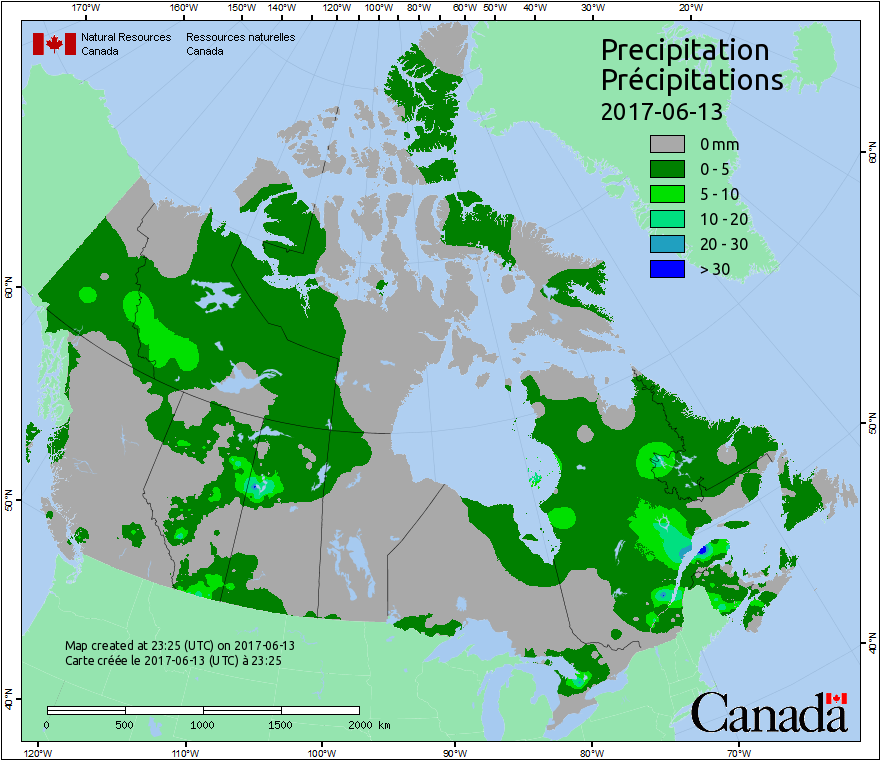 170°W 160°W 150°W 140°W 130°W 120°W 110°W 100°W 90°W 80°W 70°W 60°W 50°W 40°W 30°W 20°W
Natural Resources Ressources naturelles
Canada Canada
Precipitation
Précipitations
2017-06-13
0 mm
0 - 5
5 - 10
10 - 20
20 - 30
> 30
60°N
60°N
50°N
50°N
40°N
40°N
Map created at 23:25 (UTC) on 2017-06-13
Carte créée le 2017-06-13 (UTC) à 23:25
0 500 1000 1500 2000 km
Canada
120°W 110°W 100°W 90°W 80°W 70°W